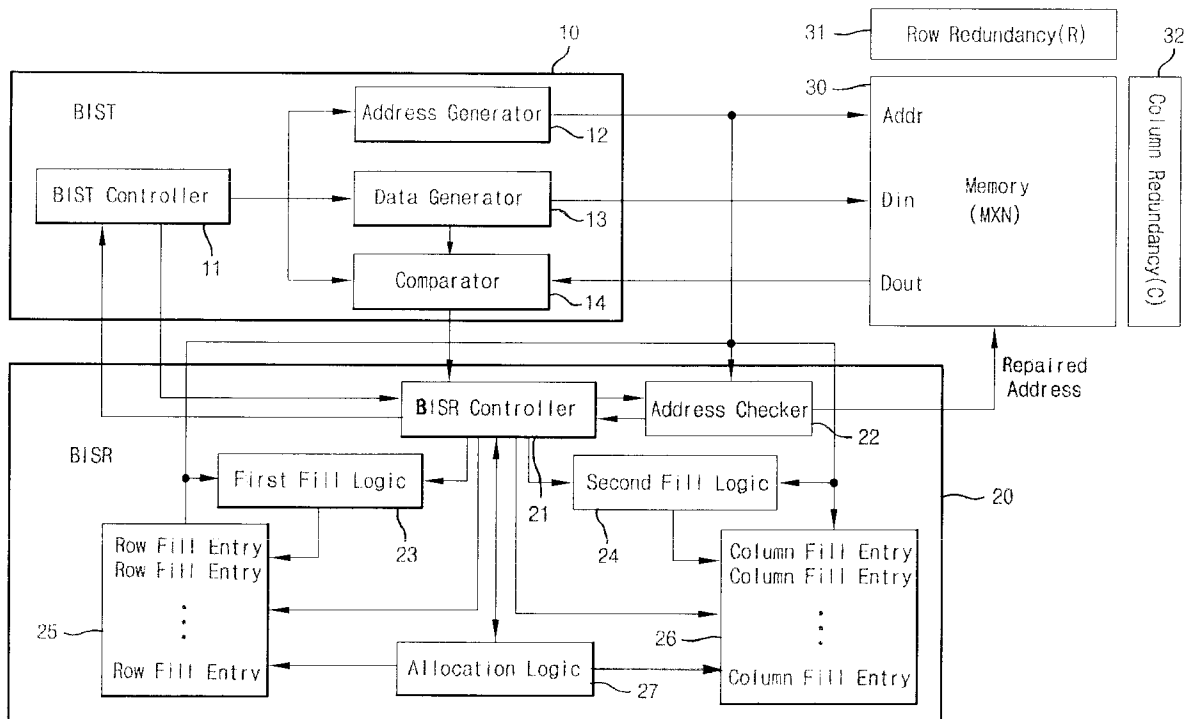 31
Row Redundancy(R)
32
Column Redundancy(C)
10
30
BIST
Address Generator
12
Addr
BIST Controller
11
Data Generator
13
Din
Memory
(MXN)
Comparator
14
Dout
Repaired
Address
BISR Controller
21
Address Checker
22
BISR
First Fill Logic
23
Second Fill Logic
24
20
Row Fill Entry
Row Fill Entry
Row Fill Entry
25
Column Fill Entry
Column Fill Entry
Column Fill Entry
26
Allocation Logic
27